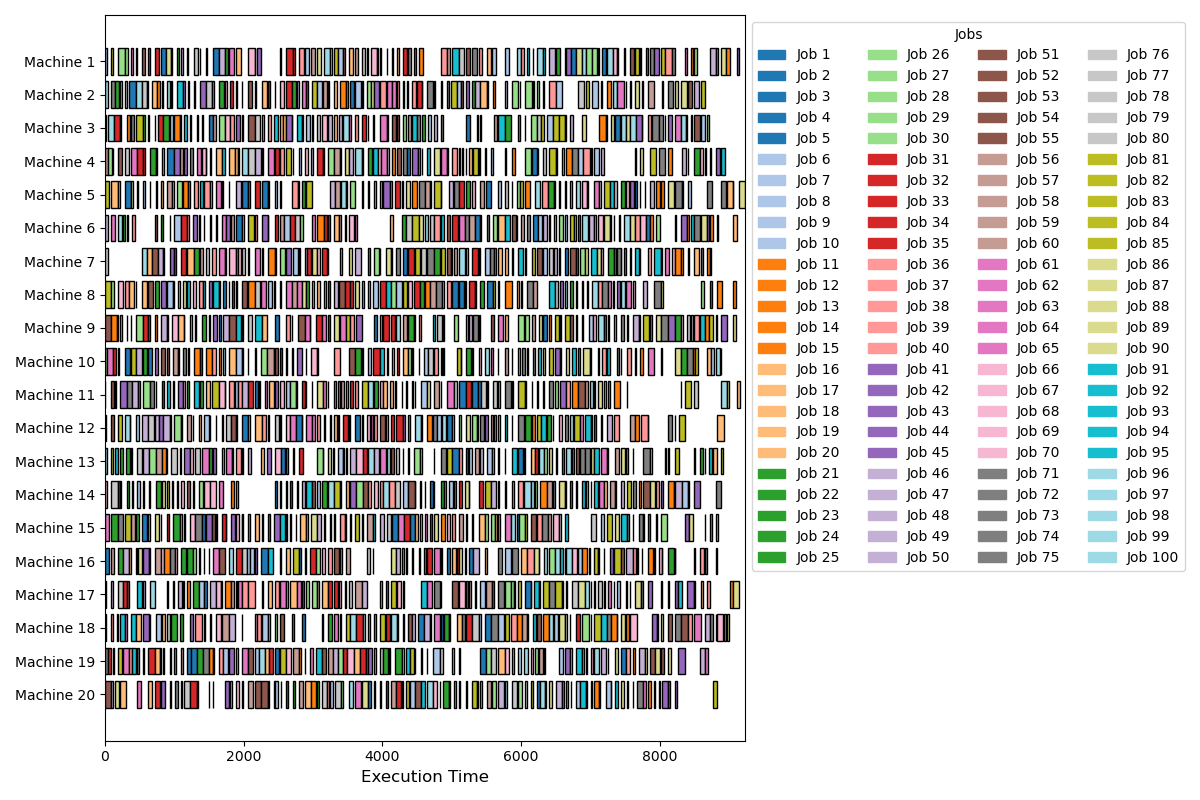 Machine 1
Machine 2
Machine 3
Machine 4
Machine 5
Machine 6
Machine 7
Machine 8
Machine 9
Machine 10
Machine 11
Machine 12
Machine 13
Machine 14
Machine 15
Machine 16
Machine 17
Machine 18
Machine 19
Machine 20
0 2000 4000 6000 8000
Execution Time
Jobs
Job 1 Job 26 Job 51 Job 76
Job 2 Job 27 Job 52 Job 77
Job 3 Job 28 Job 53 Job 78
Job 4 Job 29 Job 54 Job 79
Job 5 Job 30 Job 55 Job 80
Job 6 Job 31 Job 56 Job 81
Job 7 Job 32 Job 57 Job 82
Job 8 Job 33 Job 58 Job 83
Job 9 Job 34 Job 59 Job 84
Job 10 Job 35 Job 60 Job 85
Job 11 Job 36 Job 61 Job 86
Job 12 Job 37 Job 62 Job 87
Job 13 Job 38 Job 63 Job 88
Job 14 Job 39 Job 64 Job 89
Job 15 Job 40 Job 65 Job 90
Job 16 Job 41 Job 66 Job 91
Job 17 Job 42 Job 67 Job 92
Job 18 Job 43 Job 68 Job 93
Job 19 Job 44 Job 69 Job 94
Job 20 Job 45 Job 70 Job 95
Job 21 Job 46 Job 71 Job 96
Job 22 Job 47 Job 72 Job 97
Job 23 Job 48 Job 73 Job 98
Job 24 Job 49 Job 74 Job 99
Job 25 Job 50 Job 75 Job 100